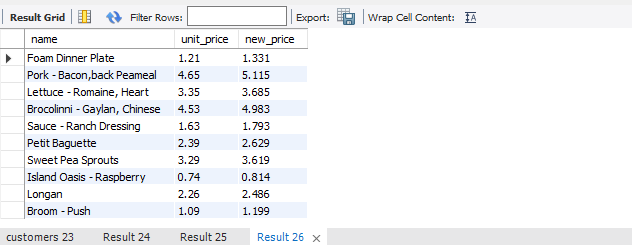 Result Grid Filter Rows: Export: Wrap Cell Content: IA
name unit_price new_price
Foam Dinner Plate 1.21 1.331
Pork - Bacon,back Peameal 4.65 5.115
Lettuce - Romaine, Heart 3.35 3.685
Brocolinni - Gaylan, Chinese 4.53 4.983
Sauce - Ranch Dressing 1.63 1.793
Petit Baguette 2.39 2.629
Sweet Pea Sprouts 3.29 3.619
Island Oasis - Raspberry 0.74 0.814
Longan 2.26 2.486
Broom - Push 1.09 1.199
customers 23 Result 24 Result 25 Result 26